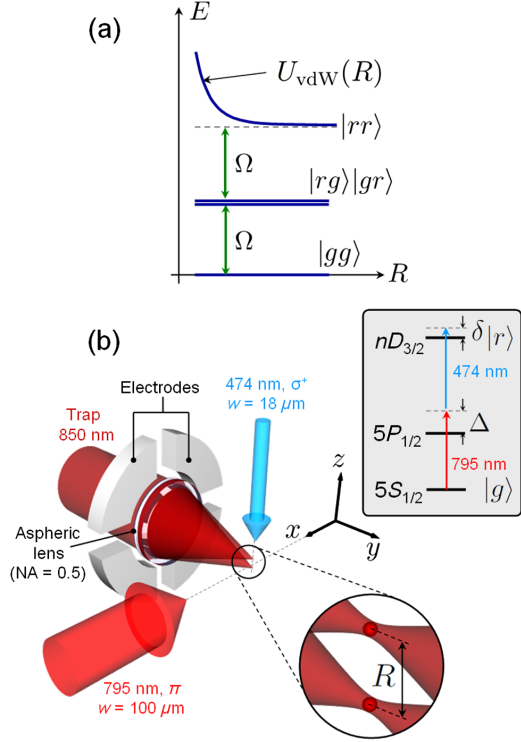 (a)
E
U_vdW(R)
|rr⟩
Ω
|rg⟩|gr⟩
Ω
|gg⟩
R
(b)
Electrodes
474 nm, σ⁺
w = 18 µm
Trap
850 nm
Aspheric
lens
(NA = 0.5)
795 nm, π
w = 100 µm
z
x
y
nD₃/₂
δ
|r⟩
474 nm
5P₁/₂
Δ
795 nm
5S₁/₂
|g⟩
R